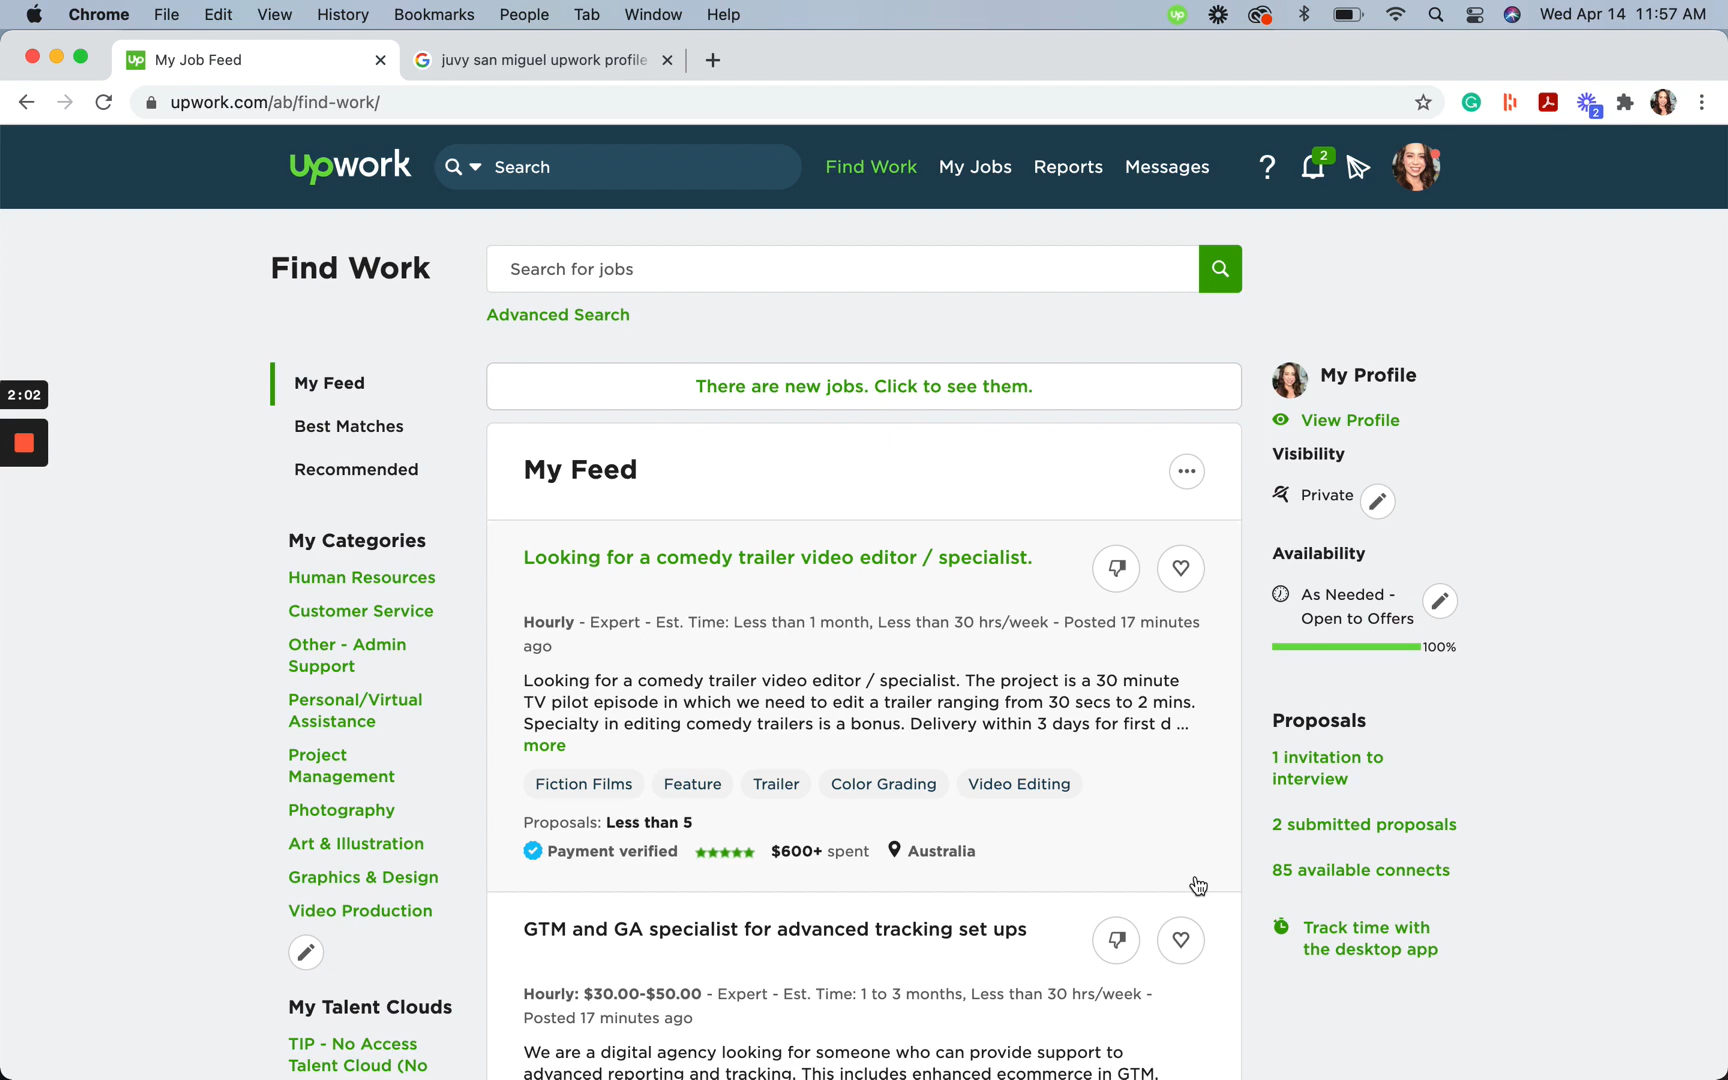 Chrome File Edit View History Bookmarks People Tab Window Help
up
Wed Apr 14 11:57 AM
up My Job Feed
juvy san miguel upwork profile
upwork.com/ab/find-work/
2
upwork
Search
Find Work My Jobs Reports Messages
? 2
Find Work
Search for jobs
Advanced Search
2:02
My Feed
Best Matches
Recommended
My Categories
Human Resources
Customer Service
Other - Admin
Support
Personal/Virtual
Assistance
Project
Management
Photography
Art & Illustration
Graphics & Design
Video Production
My Talent Clouds
TIP - No Access
Talent Cloud (No
There are new jobs. Click to see them.
My Feed
Looking for a comedy trailer video editor / specialist.
Hourly - Expert - Est. Time: Less than 1 month, Less than 30 hrs/week - Posted 17 minutes
ago
Looking for a comedy trailer video editor / specialist. The project is a 30 minute
TV pilot episode in which we need to edit a trailer ranging from 30 secs to 2 mins.
Specialty in editing comedy trailers is a bonus. Delivery within 3 days for first d ...
more
Fiction Films Feature Trailer Color Grading Video Editing
Proposals: Less than 5
Payment verified $600+ spent Australia
GTM and GA specialist for advanced tracking set ups
Hourly: $30.00-$50.00 - Expert - Est. Time: 1 to 3 months, Less than 30 hrs/week -
Posted 17 minutes ago
We are a digital agency looking for someone who can provide support to
advanced reporting and tracking. This includes enhanced ecommerce in GTM.
My Profile
View Profile
Visibility
Private
Availability
As Needed -
Open to Offers
100%
Proposals
1 invitation to
interview
2 submitted proposals
85 available connects
Track time with
the desktop app